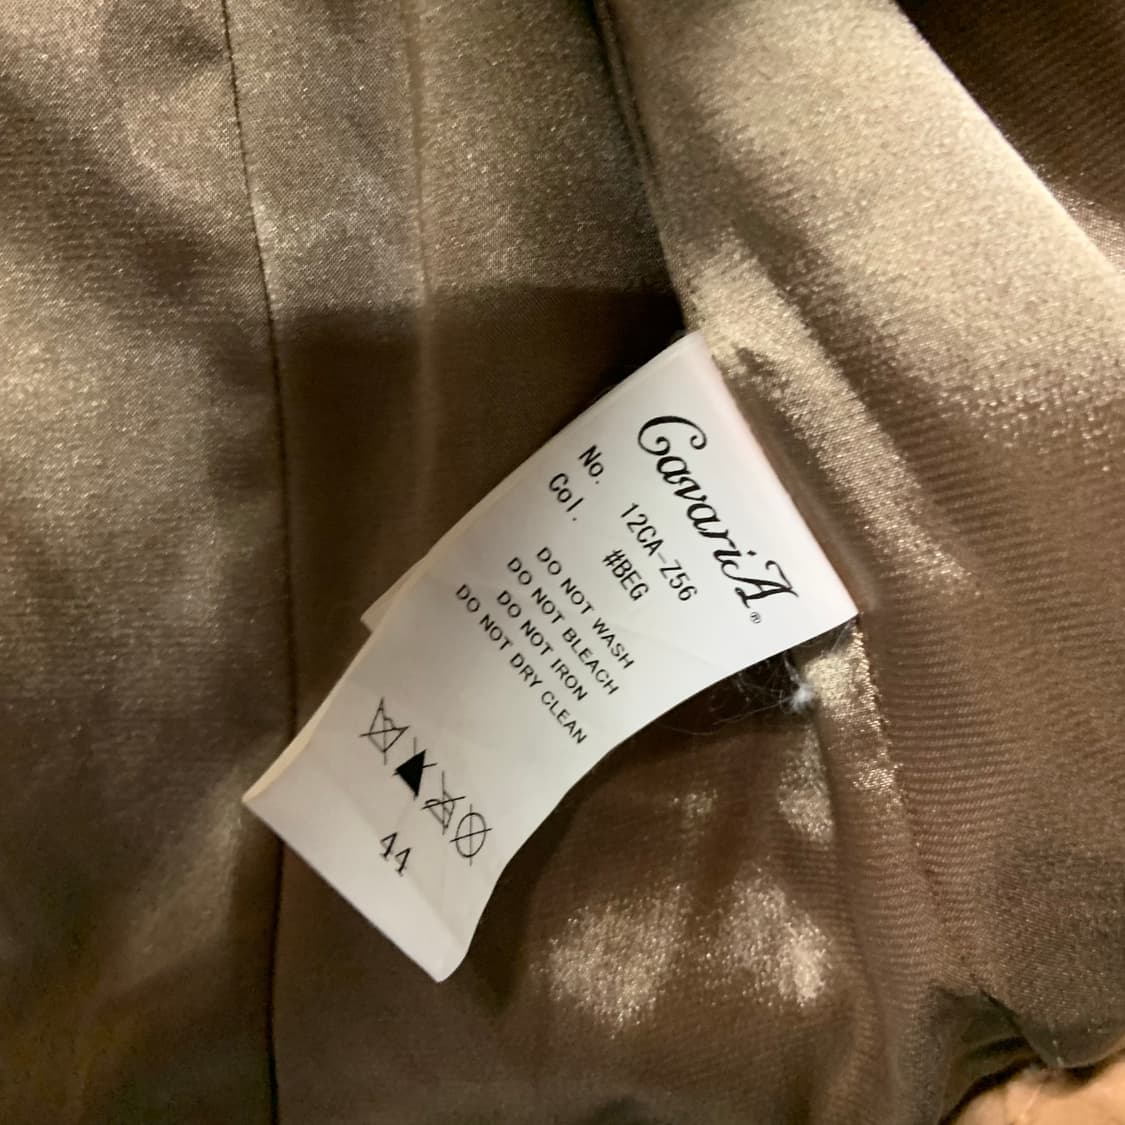 CavariA®
No. 12CA-Z56
Col. #BEG
DO NOT WASH
DO NOT BLEACH
DO NOT IRON
DO NOT DRY CLEAN
44